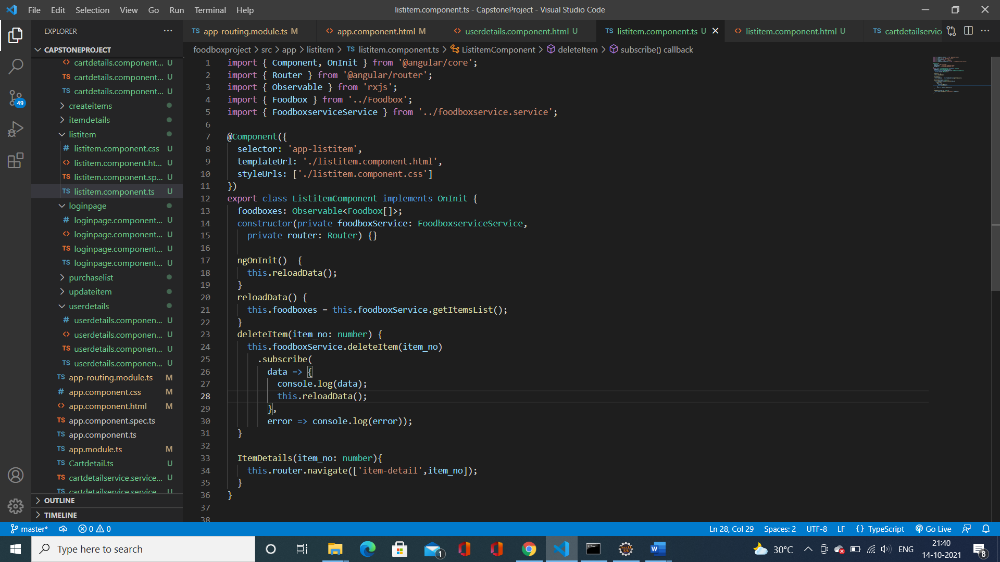 File Edit Selection View Go Run Terminal Help
listitem.component.ts - CapstoneProject - Visual Studio Code
EXPLORER
CAPSTONEPROJECT
cartdetails.component... U
cartdetails.component... U
cartdetails.component... U
createitems
itemdetails
listitem
listitem.component.css U
listitem.component.ht... U
listitem.component.sp... U
listitem.component.ts U
loginpage
loginpage.component... U
loginpage.component... U
loginpage.component... U
loginpage.component... U
purchaselist
updateitem
userdetails
userdetails.componen... U
userdetails.componen... U
userdetails.componen... U
userdetails.componen... U
app-routing.module.ts M
app.component.css M
app.component.html M
app.component.spec.ts
app.component.ts
app.module.ts M
Cartdetail.ts U
cartdetailservice.service... U
cartdetailservice.service U
OUTLINE
TIMELINE
49
TS app-routing.module.ts M
app.component.html M
userdetails.component.html U
TS listitem.component.ts U
listitem.component.html U
TS cartdetailservic
foodboxproject > src > app > listitem > TS listitem.component.ts > ListitemComponent > deleteItem > subscribe() callback
1 import { Component, OnInit } from '@angular/core';
2 import { Router } from '@angular/router';
3 import { Observable } from 'rxjs';
4 import { Foodbox } from '../Foodbox';
5 import { FoodboxserviceService } from '../foodboxservice.service';
6
7 @Component({
8 selector: 'app-listitem',
9 templateUrl: './listitem.component.html',
10 styleUrls: ['./listitem.component.css']
11 })
12 export class ListitemComponent implements OnInit {
13 foodboxes: Observable<Foodbox[]>;
14 constructor(private foodboxService: FoodboxserviceService,
15 private router: Router) {}
16
17 ngOnInit()  {
18 this.reloadData();
19 }
20 reloadData() {
21 this.foodboxes = this.foodboxService.getItemsList();
22 }
23 deleteItem(item_no: number) {
24 this.foodboxService.deleteItem(item_no)
25 .subscribe(
26 data => {
27 console.log(data);
28 this.reloadData();
29 },
30 error => console.log(error));
31 }
32
33 ItemDetails(item_no: number){
34 this.router.navigate(['item-detail',item_no]);
35 }
36 }
37
38
master* 0 0
Ln 28, Col 29 Spaces: 2 UTF-8 LF {} TypeScript Go Live
Type here to search
1
30°C ENG
21:40
14-10-2021
8